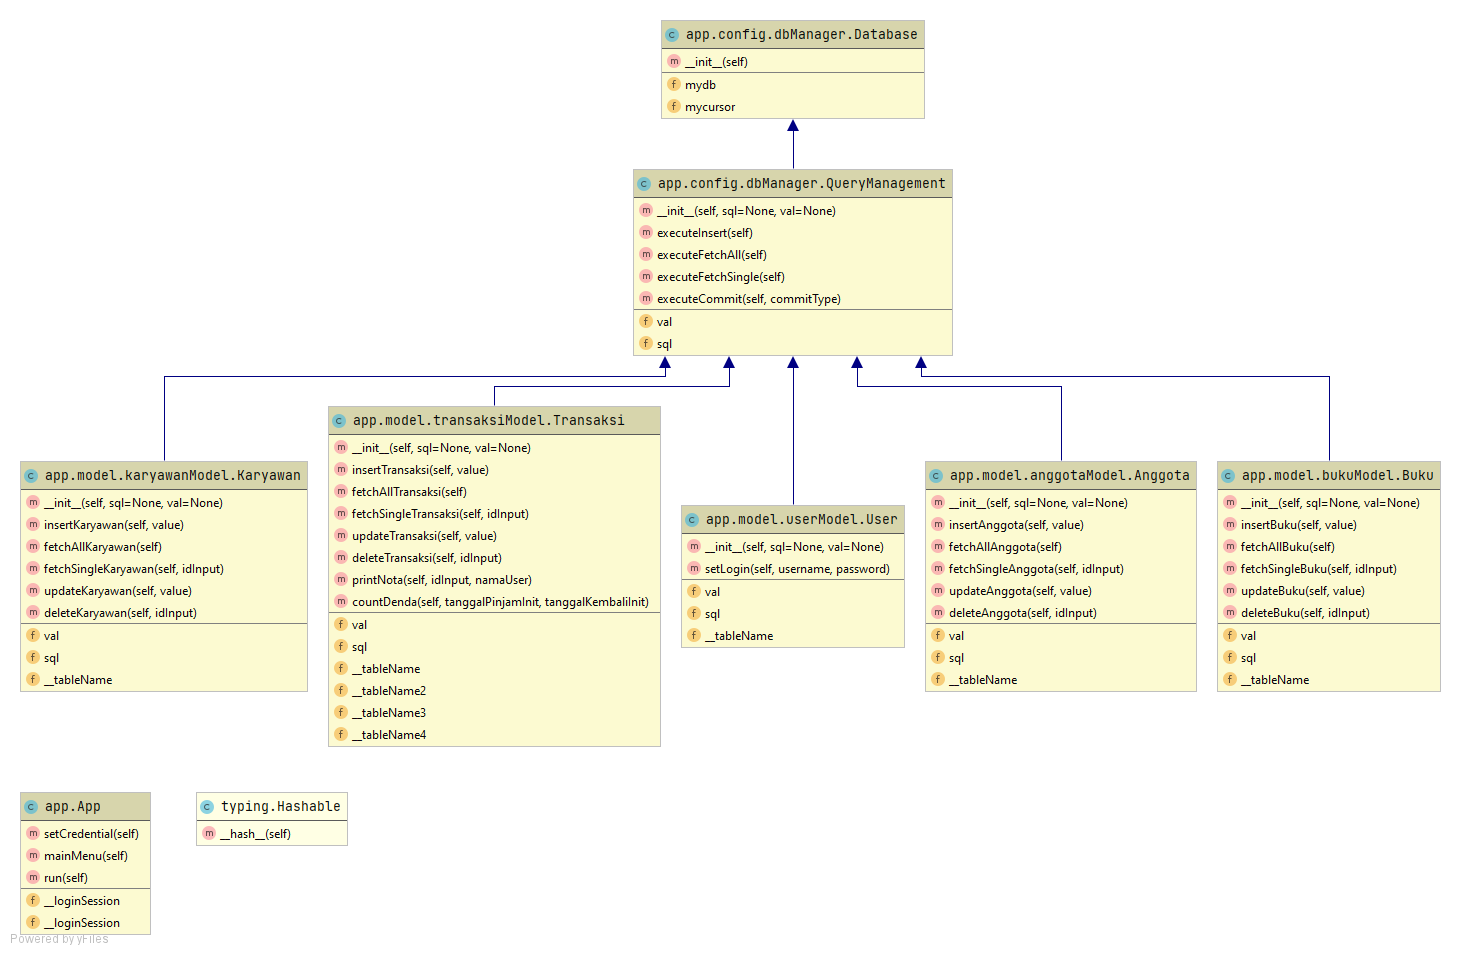 app.config.dbManager.Database
__init__(self)
mydb
mycursor
app.config.dbManager.QueryManagement
__init__(self, sql=None, val=None)
executeInsert(self)
executeFetchAll(self)
executeFetchSingle(self)
executeCommit(self, commitType)
val
sql
app.model.karyawanModel.Karyawan
__init__(self, sql=None, val=None)
insertKaryawan(self, value)
fetchAllKaryawan(self)
fetchSingleKaryawan(self, idInput)
updateKaryawan(self, value)
deleteKaryawan(self, idInput)
val
sql
__tableName
app.model.transaksiModel.Transaksi
__init__(self, sql=None, val=None)
insertTransaksi(self, value)
fetchAllTransaksi(self)
fetchSingleTransaksi(self, idInput)
updateTransaksi(self, value)
deleteTransaksi(self, idInput)
printNota(self, idInput, namaUser)
countDenda(self, tanggalPinjamInit, tanggalKembaliInit)
val
sql
__tableName
__tableName2
__tableName3
__tableName4
app.model.userModel.User
__init__(self, sql=None, val=None)
setLogin(self, username, password)
val
sql
__tableName
app.model.anggotaModel.Anggota
__init__(self, sql=None, val=None)
insertAnggota(self, value)
fetchAllAnggota(self)
fetchSingleAnggota(self, idInput)
updateAnggota(self, value)
deleteAnggota(self, idInput)
val
sql
__tableName
app.model.bukuModel.Buku
__init__(self, sql=None, val=None)
insertBuku(self, value)
fetchAllBuku(self)
fetchSingleBuku(self, idInput)
updateBuku(self, value)
deleteBuku(self, idInput)
val
sql
__tableName
app.App
setCredential(self)
mainMenu(self)
run(self)
__loginSession
__loginSession
typing.Hashable
__hash__(self)
Powered by yFiles